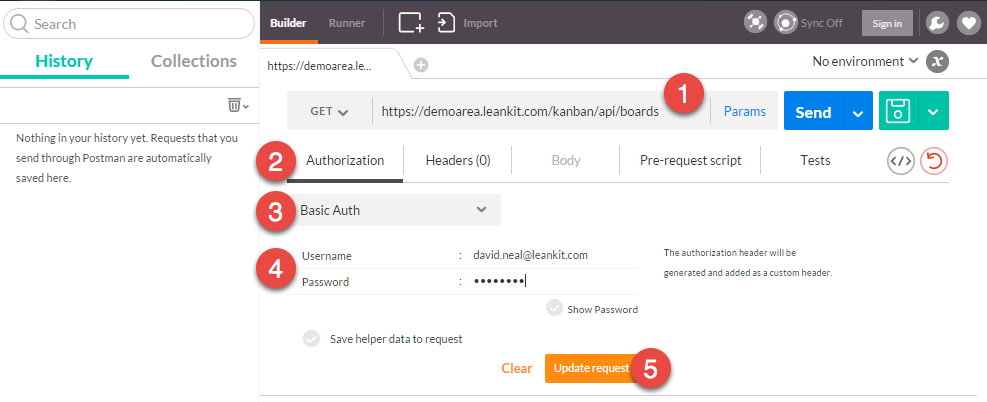 Search
Builder
Runner
Import
Sync Off
Sign in
History
Collections
https://demoarea.le...
No environment
x
Nothing in your history yet. Requests that
send through Postman are automatically
saved here.
GET
https://demoarea.leankit.com/kanban/api/boards
1
Params
Send
2
Authorization
Headers (0)
Body
Pre-request script
Tests
</>
3
Basic Auth
4
Username : david.neal@leankit.com
Password : ••••••••
The authorization header will be
generated and added as a custom header.
Show Password
Save helper data to request
Clear
Update request
5